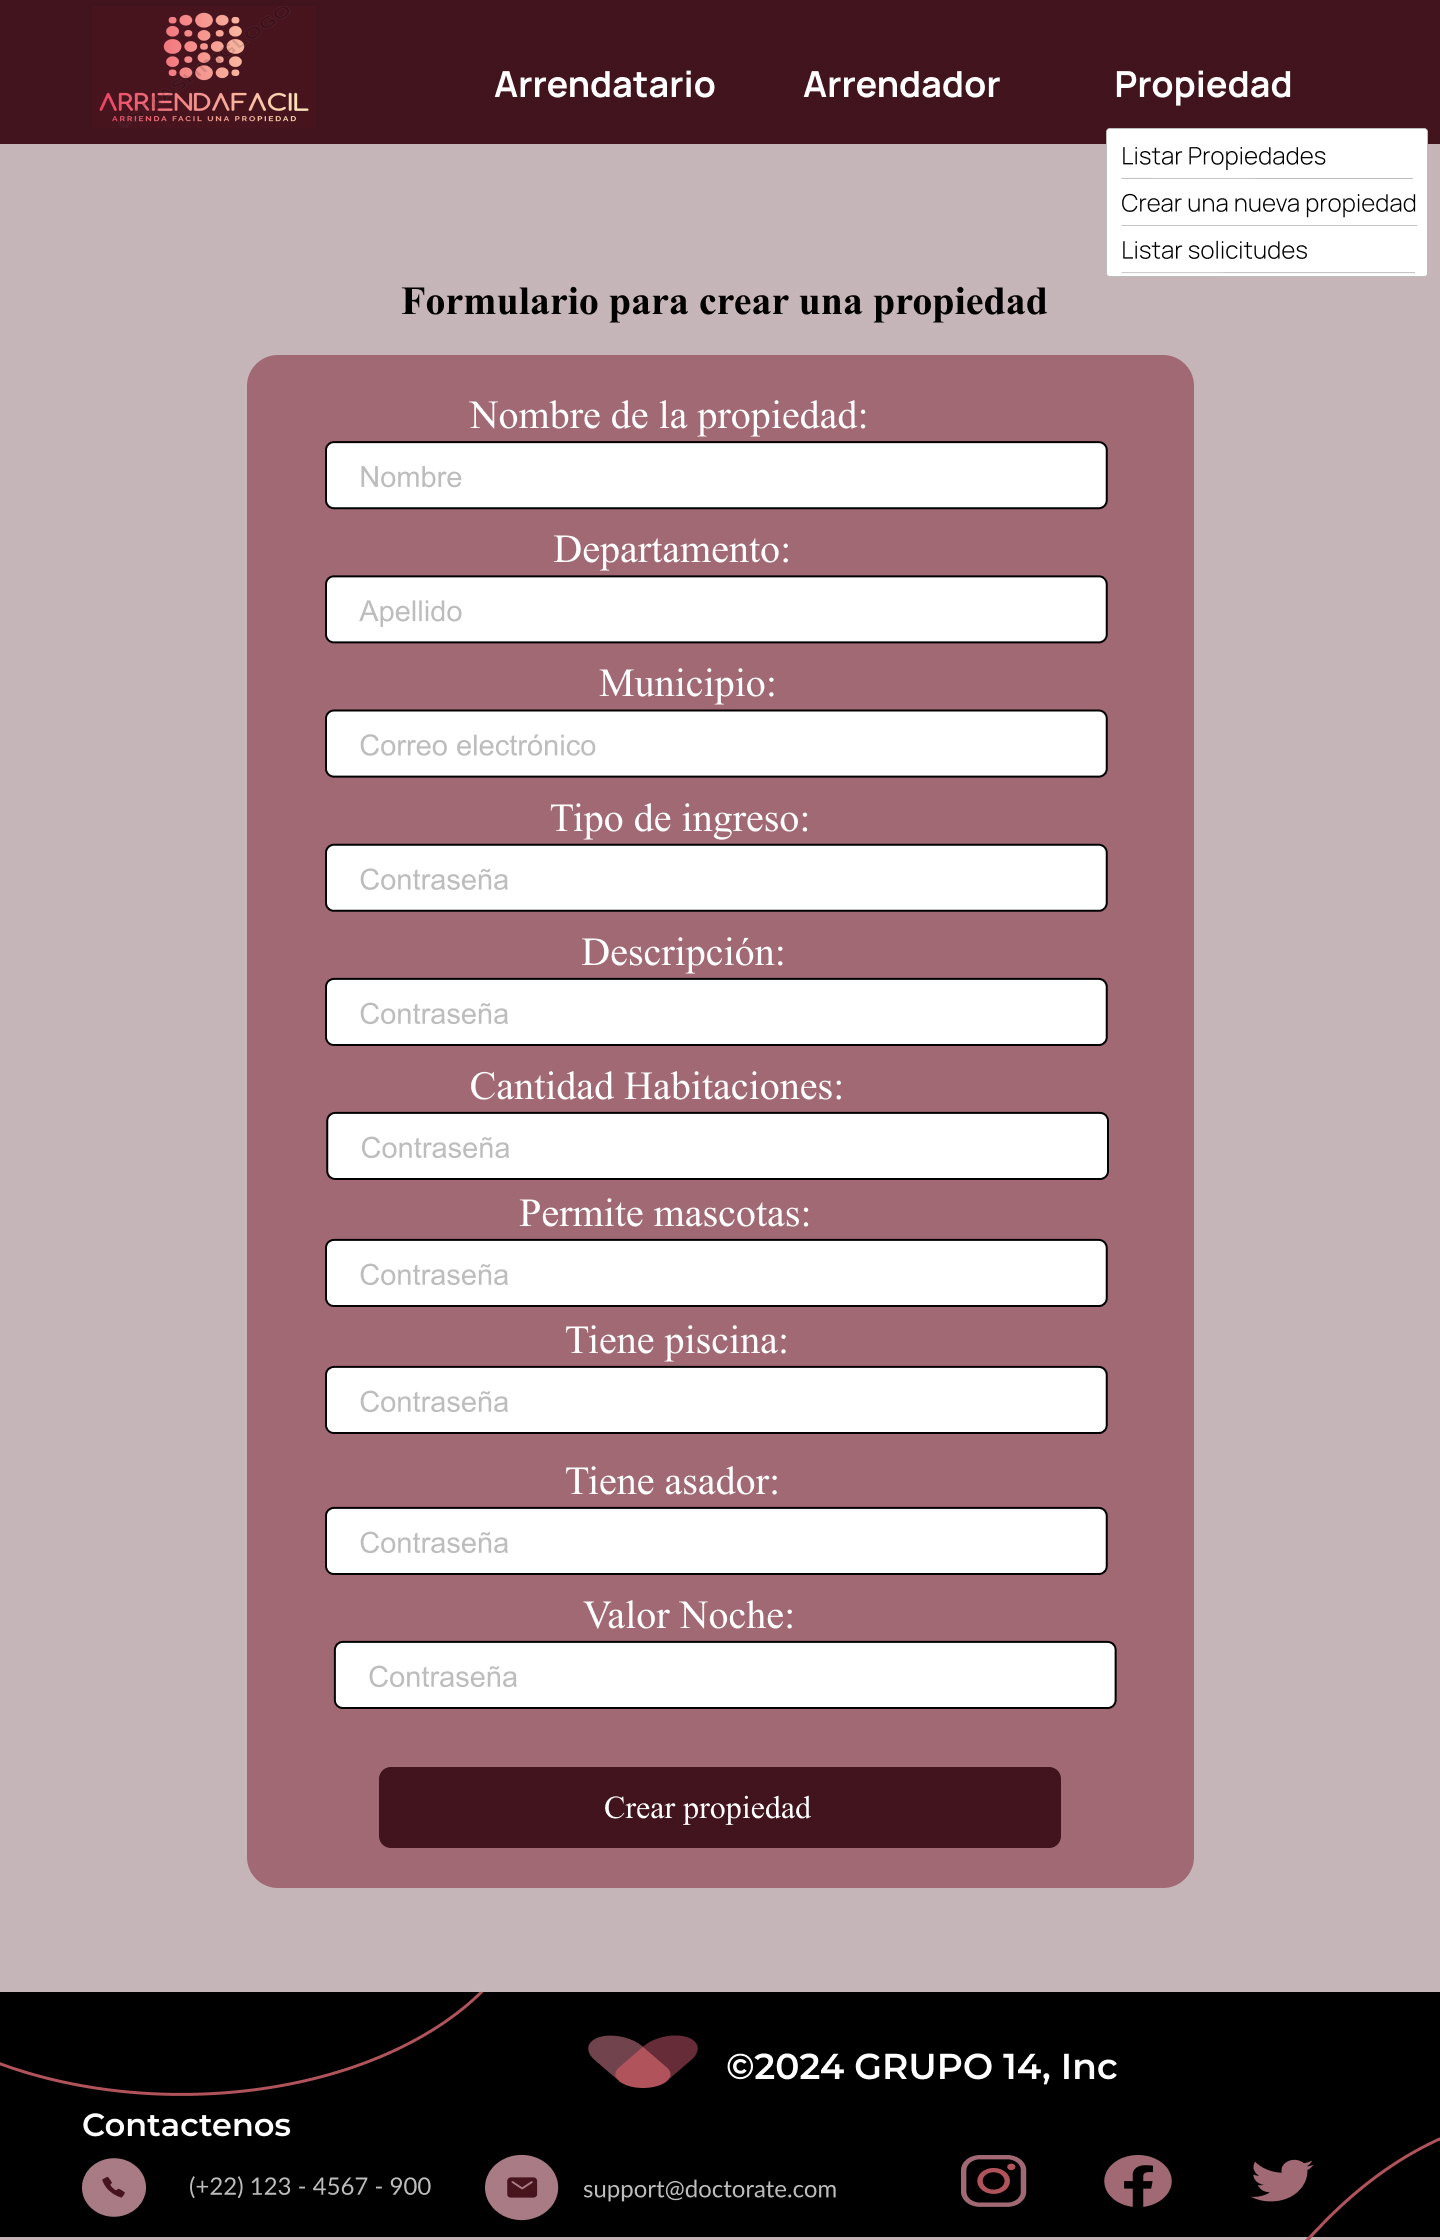 ARRIENDAFACIL
ARRIENDA FACIL UNA PROPIEDAD
Arrendatario
Arrendador
Propiedad
Listar Propiedades
Crear una nueva propiedad
Listar solicitudes
Formulario para crear una propiedad
Nombre de la propiedad:
Nombre
Departamento:
Apellido
Municipio:
Correo electrónico
Tipo de ingreso:
Contraseña
Descripción:
Contraseña
Cantidad Habitaciones:
Contraseña
Permite mascotas:
Contraseña
Tiene piscina:
Contraseña
Tiene asador:
Contraseña
Valor Noche:
Contraseña
Crear propiedad
©2024 GRUPO 14, Inc
Contactenos
(+22) 123 - 4567 - 900
support@doctorate.com